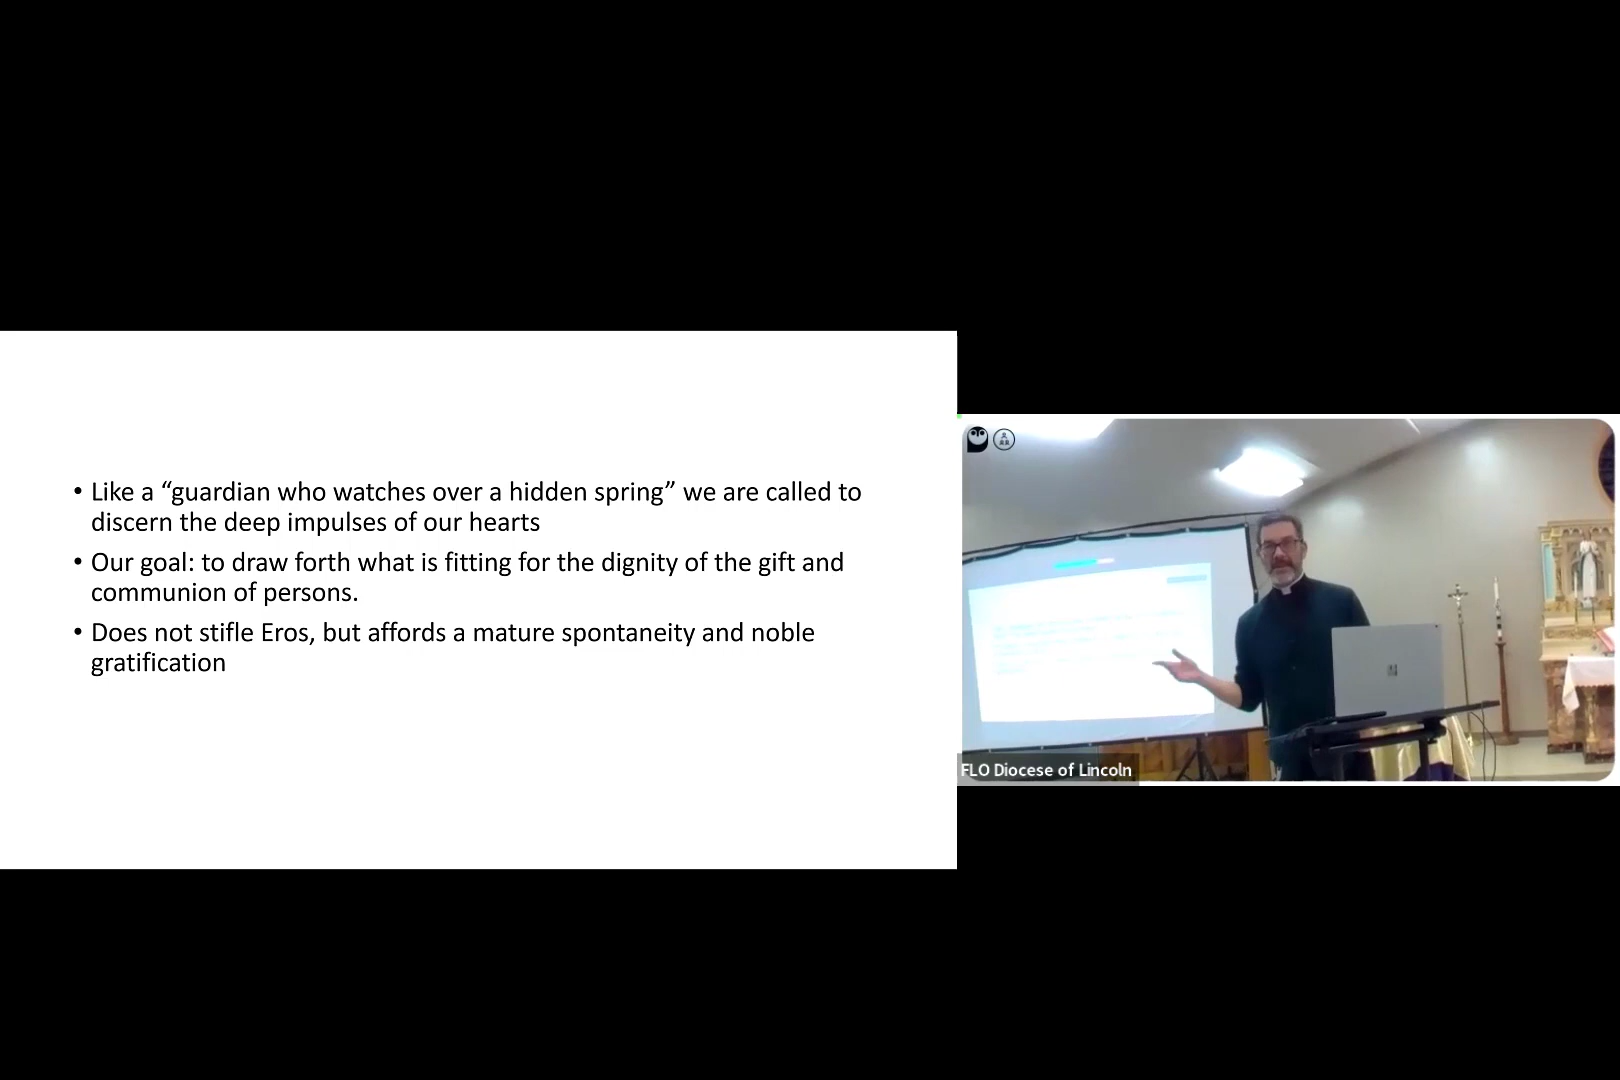 • Like a “guardian who watches over a hidden spring” we are called to
discern the deep impulses of our hearts
• Our goal: to draw forth what is fitting for the dignity of the gift and
communion of persons.
• Does not stifle Eros, but affords a mature spontaneity and noble
gratification
FLO Diocese of Lincoln